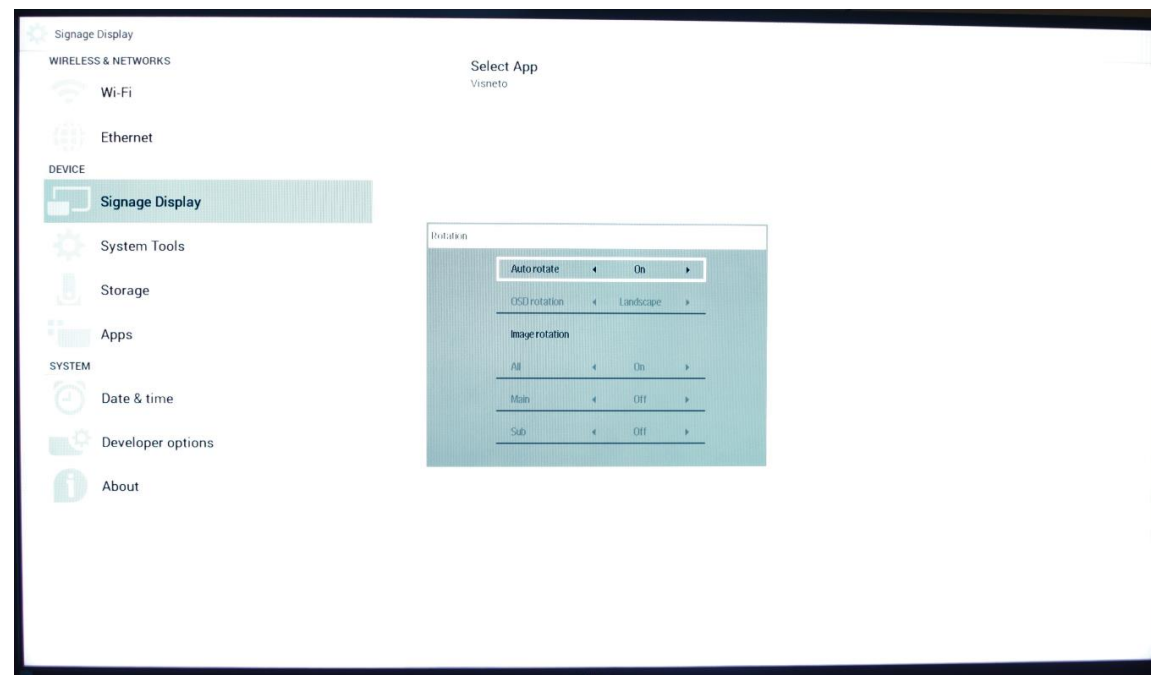 Signage Display
WIRELESS & NETWORKS
Wi-Fi
Ethernet
DEVICE
Signage Display
System Tools
Storage
Apps
SYSTEM
Date & time
Developer options
About
Select App
Visneto
Rotation
Auto rotate On
OSD rotation Landscape
Image rotation
All On
Main Off
Sub Off